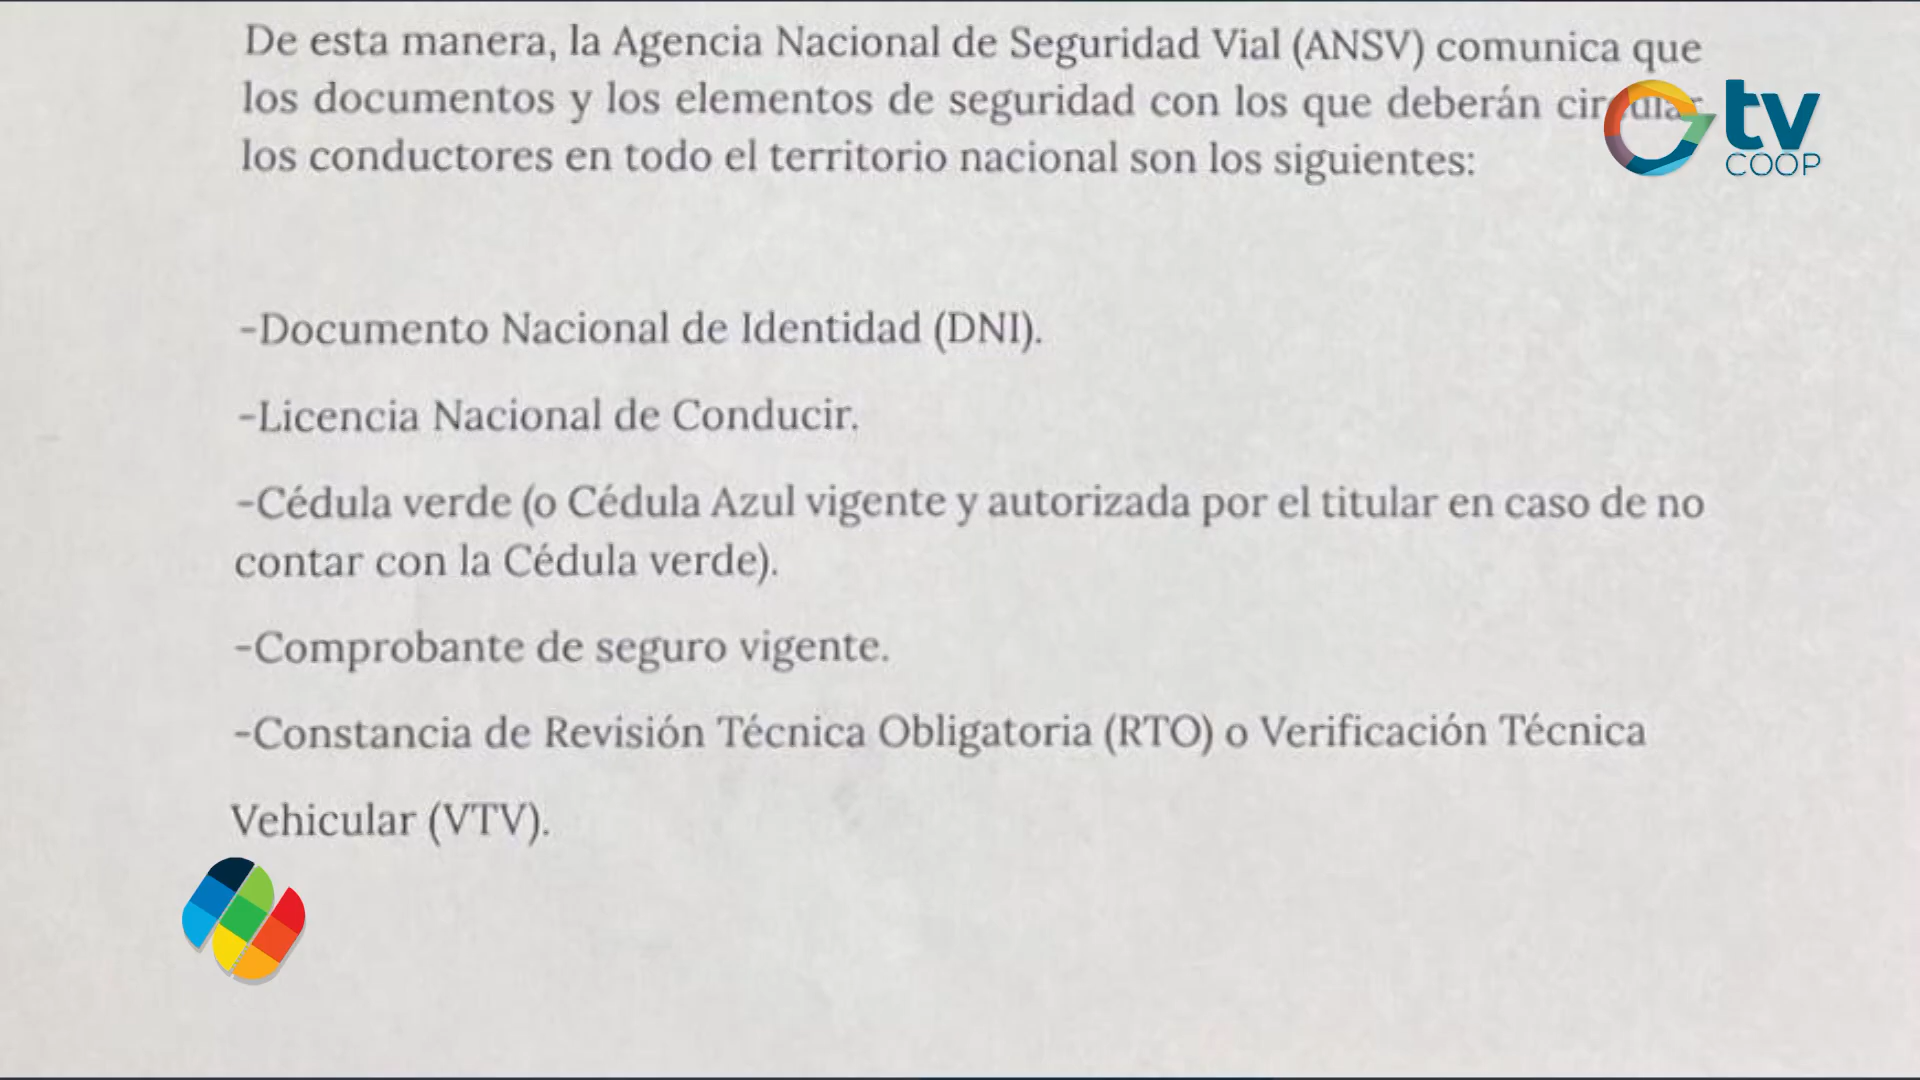 De esta manera, la Agencia Nacional de Seguridad Vial (ANSV) comunica que
los documentos y los elementos de seguridad con los que deberán circular
los conductores en todo el territorio nacional son los siguientes:
tv
COOP
-Documento Nacional de Identidad (DNI).
-Licencia Nacional de Conducir.
-Cédula verde (o Cédula Azul vigente y autorizada por el titular en caso de no
contar con la Cédula verde).
-Comprobante de seguro vigente.
-Constancia de Revisión Técnica Obligatoria (RTO) o Verificación Técnica
Vehicular (VTV).